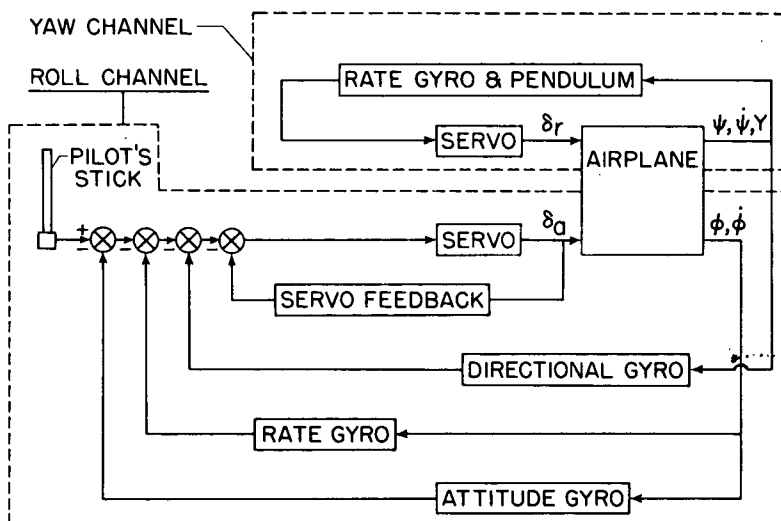 YAW CHANNEL
ROLL CHANNEL
RATE GYRO & PENDULUM
SERVO
δr
ψ, ψ̇, Y
AIRPLANE
PILOT'S
STICK
+
−
−
−
−
SERVO
δa
ϕ, ϕ̇
SERVO FEEDBACK
DIRECTIONAL GYRO
RATE GYRO
ATTITUDE GYRO